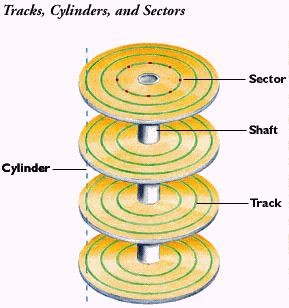 Tracks, Cylinders, and Sectors
Sector
Shaft
Cylinder
Track